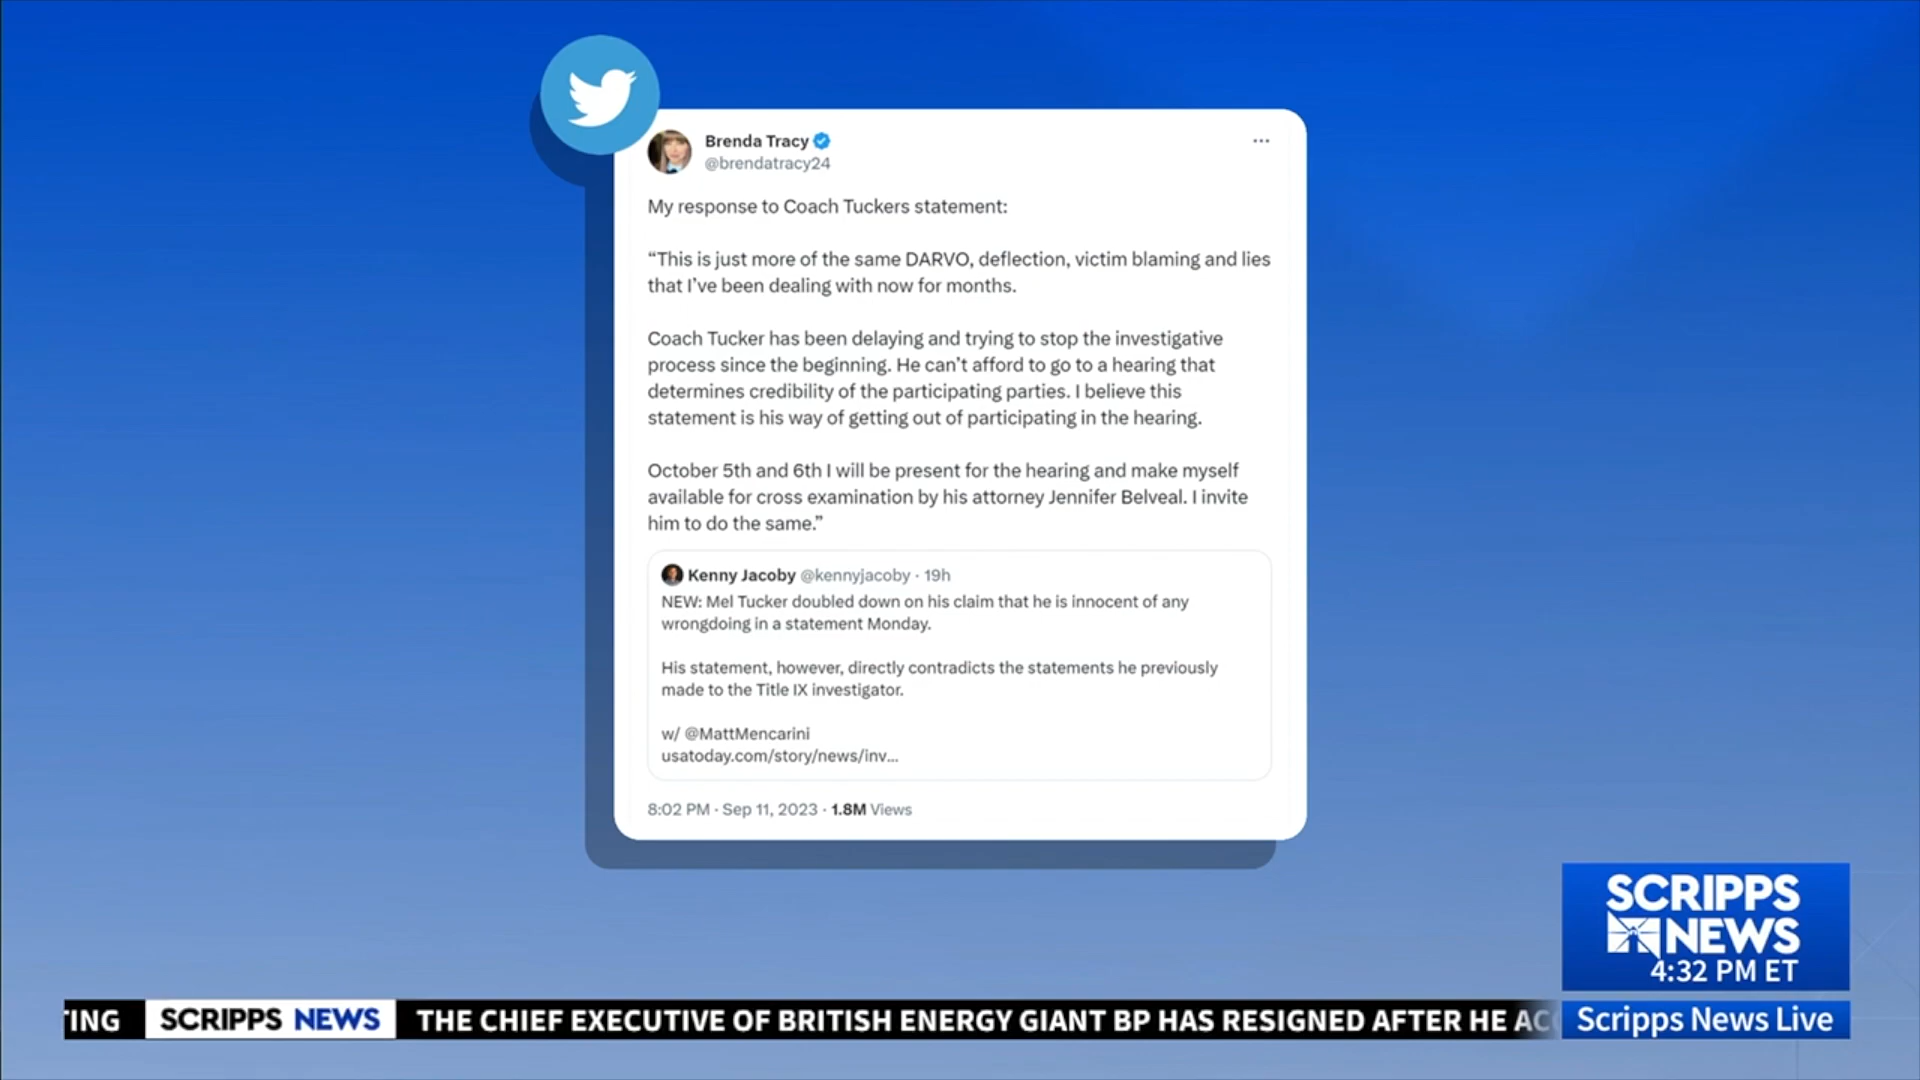 Brenda Tracy
@brendatracy24
My response to Coach Tuckers statement:
“This is just more of the same DARVO, deflection, victim blaming and lies
that I’ve been dealing with now for months.
Coach Tucker has been delaying and trying to stop the investigative
process since the beginning. He can’t afford to go to a hearing that
determines credibility of the participating parties. I believe this
statement is his way of getting out of participating in the hearing.
October 5th and 6th I will be present for the hearing and make myself
available for cross examination by his attorney Jennifer Belveal. I invite
him to do the same.”
Kenny Jacoby @kennyjacoby · 19h
NEW: Mel Tucker doubled down on his claim that he is innocent of any
wrongdoing in a statement Monday.
His statement, however, directly contradicts the statements he previously
made to the Title IX investigator.
w/ @MattMencarini
usatoday.com/story/news/inv...
8:02 PM · Sep 11, 2023 · 1.8M Views
SCRIPPS
NEWS
4:32 PM ET
TING SCRIPPS NEWS THE CHIEF EXECUTIVE OF BRITISH ENERGY GIANT BP HAS RESIGNED AFTER HE AC
Scripps News Live